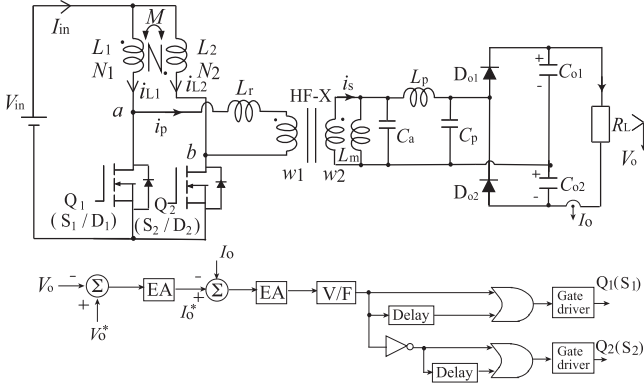 I_in
M
L_1
L_2
N_1
N_2
i_L1
i_L2
V_in
a
i_p
L_r
HF-X
i_s
L_p
D_o1
C_o1
+
-
b
L_m
C_a
C_p
R_L
V_o
w1
w2
Q_1
(S_1/D_1)
Q_2
(S_2/D_2)
D_o2
C_o2
+
-
I_o
I_o
V_o
-
Σ
+
V_o*
EA
I_o*
-
+
Σ
EA
V/F
Delay
Gate driver
Q_1(S_1)
Delay
Gate driver
Q_2(S_2)